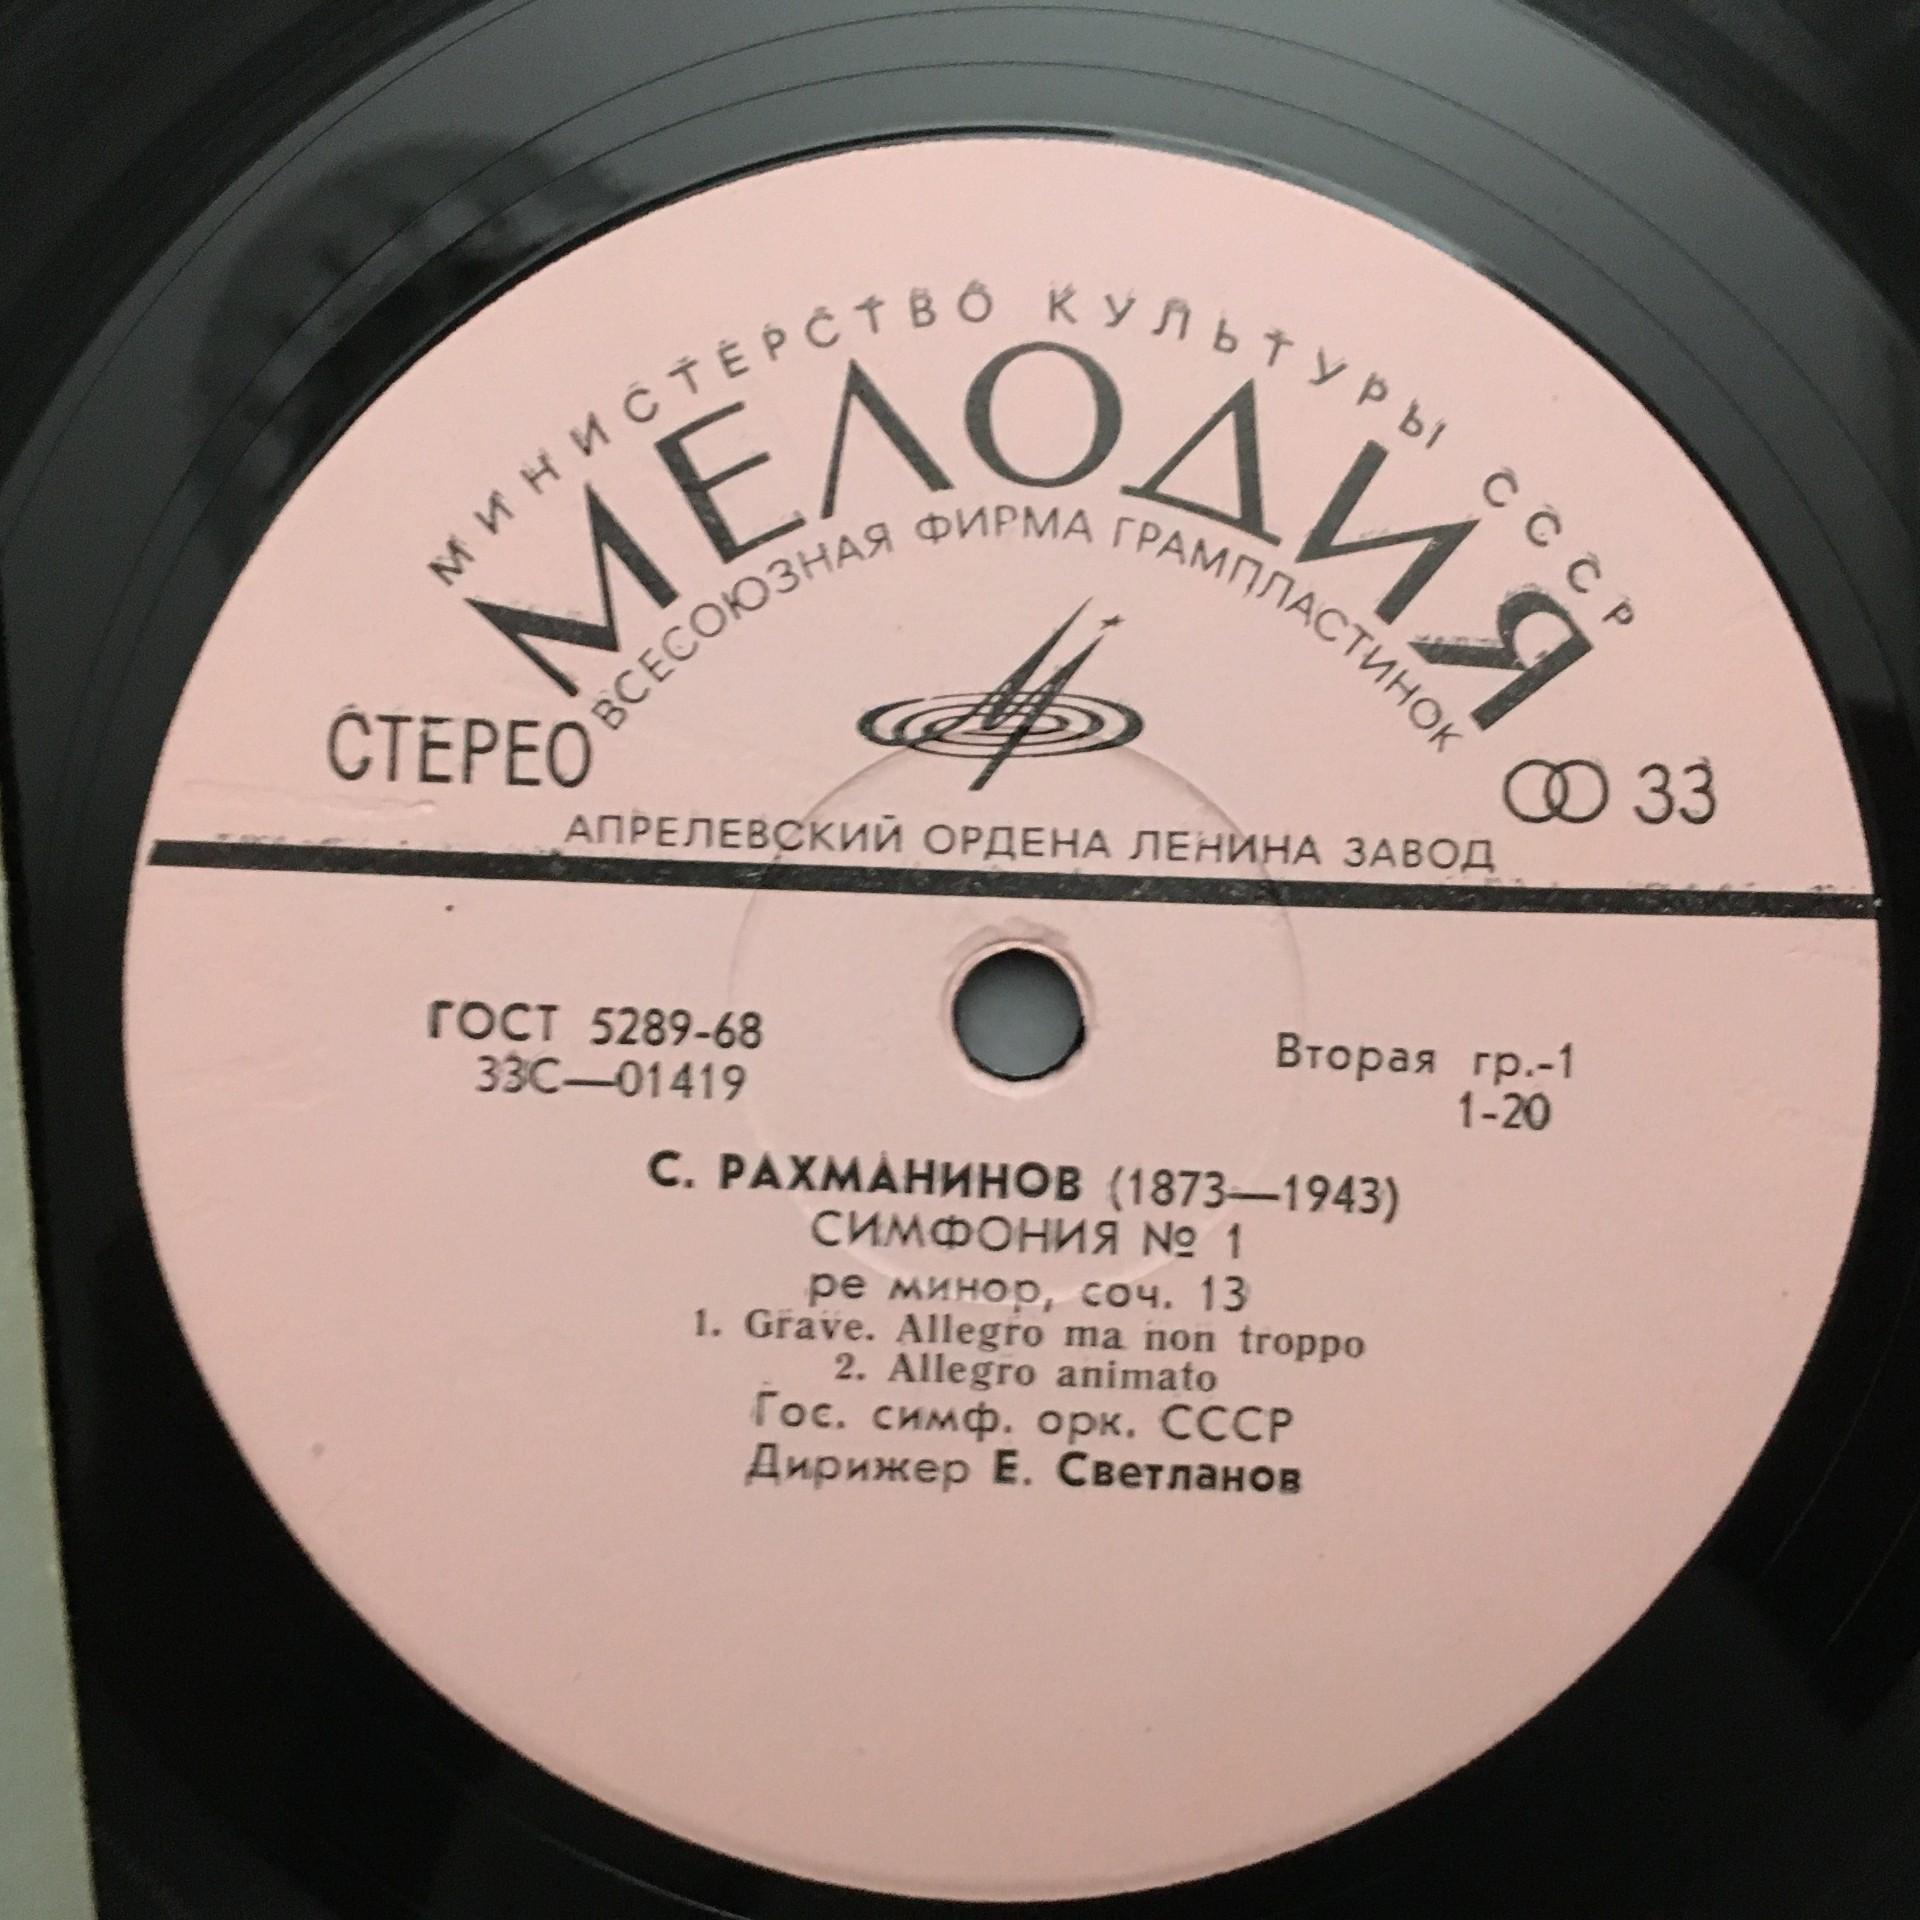 МИНИСТЕРСТВО КУЛЬТУРЫ СССР
МЕЛОДИЯ
ВСЕСОЮЗНАЯ ФИРМА ГРАМПЛАСТИНОК
СТЕРЕО
33
АПРЕЛЕВСКИЙ ОРДЕНА ЛЕНИНА ЗАВОД
ГОСТ 5289-68
33С—01419
Вторая гр.-1
1-20
С. РАХМАНИНОВ (1873—1943)
СИМФОНИЯ № 1
ре минор, соч. 13
1. Grave. Allegro ma non troppo
2. Allegro animato
Гос. симф. орк. СССР
Дирижер Е. Светланов